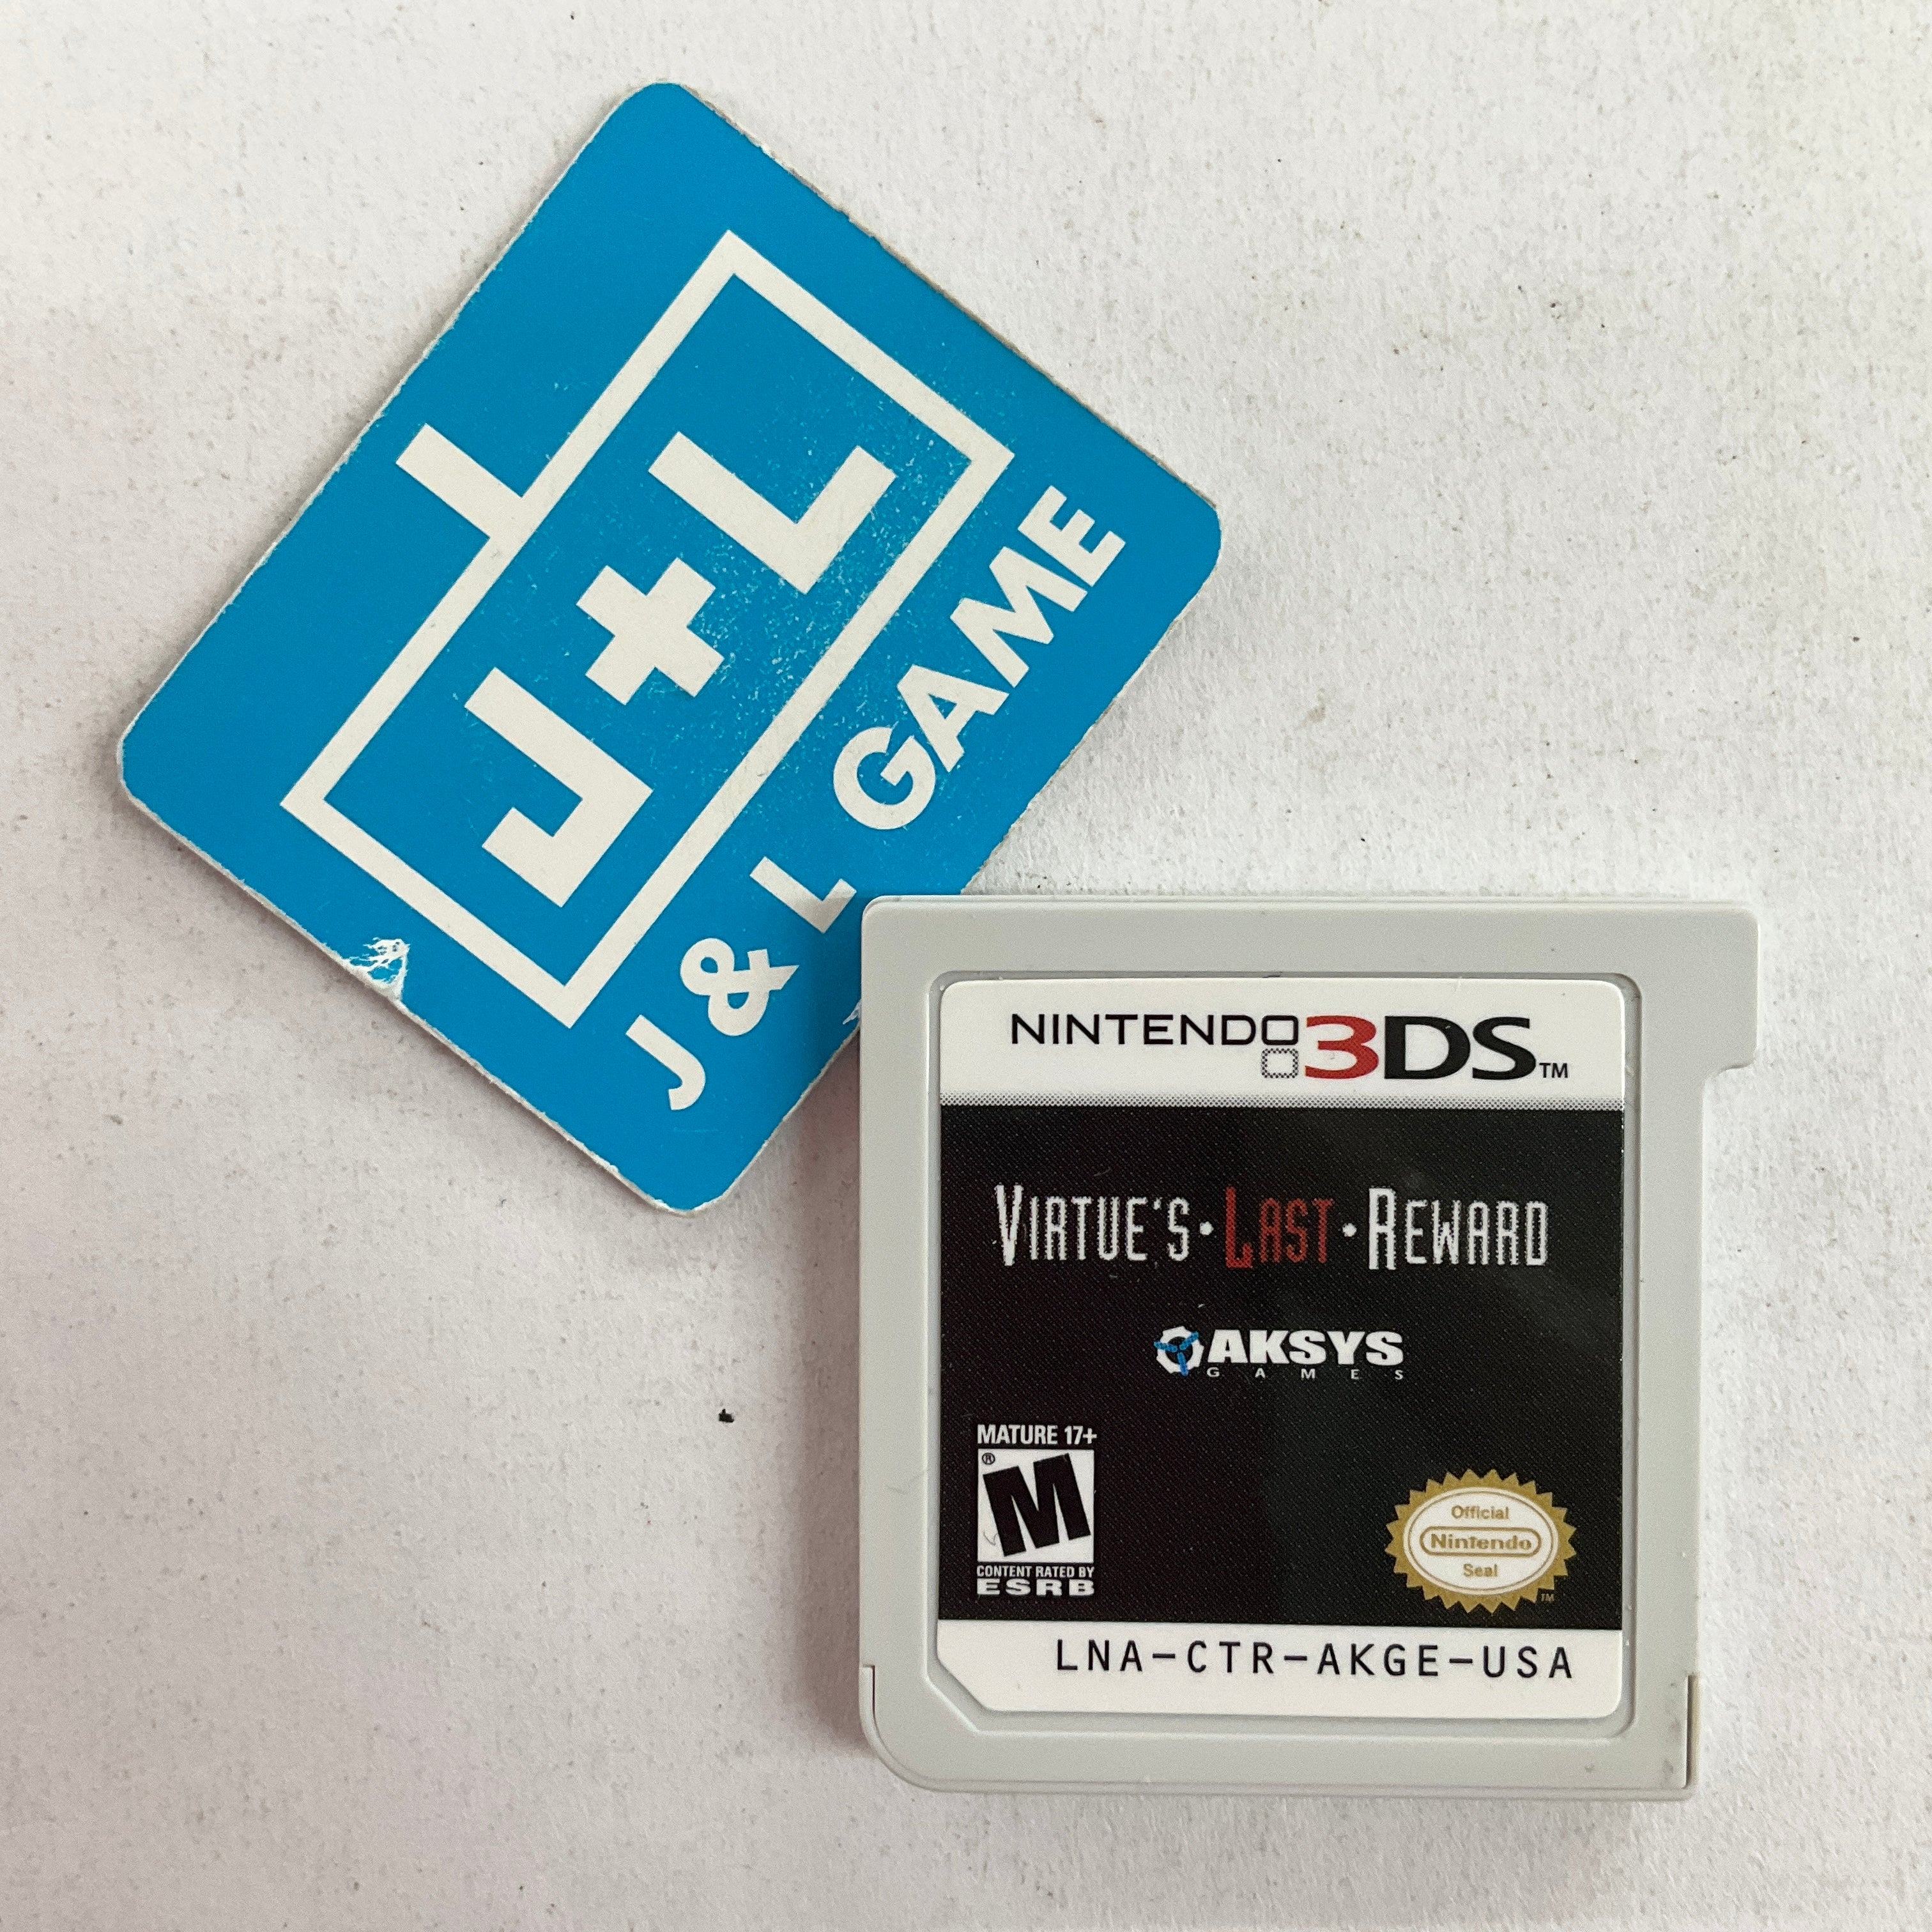 J+L
J & L GAME
NINTENDO 3DS™
VIRTUE'S·LAST·REWARD
AKSYS
GAMES
MATURE 17+
®
M
CONTENT RATED BY
ESRB
Official
Nintendo
Seal
™
LNA-CTR-AKGE-USA